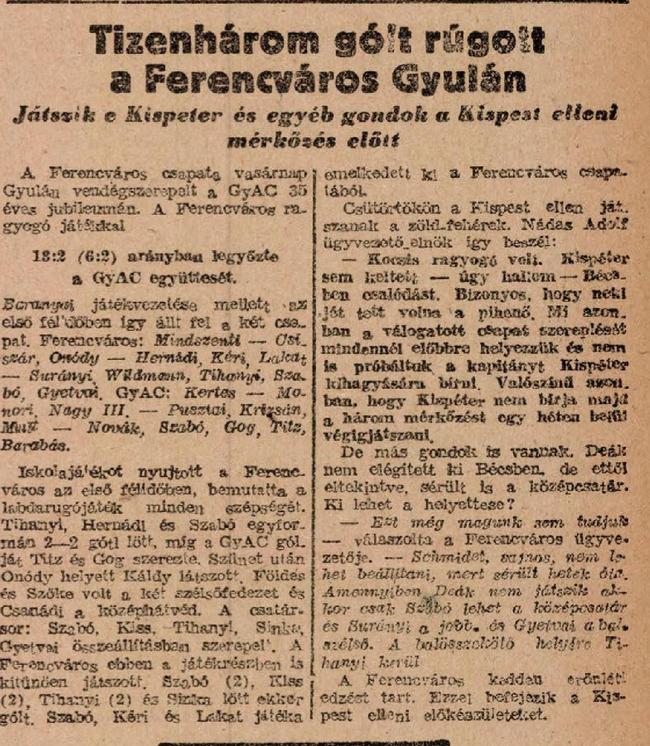 Tizenhárom gólt rúgott
a Ferencváros Gyulán
Játszik e Kispéter és egyéb gondok a Kispest elleni
mérkőzés előtt
A Ferencváros csapata vasárnap
Gyulán vendégszerepelt a GyAC 35
éves jubileumán. A Ferencváros ra-
gyogó játékkal
13:2 (6:2) arányban legyőzte
a GyAC együttesét.
Baranyai játékvezetése mellett az
első félidőben így állt fel a két csa-
pat. Ferencváros: Mindszenti — Csi-
szár, Onódy — Hernádi, Kéri, Lakat
— Surányi, Wildmann, Tihanyi, Sza-
bó, Gyetvai. GyAC: Kertes — Mo-
nori, Nagy III. — Pusztai, Krizsán,
— Novák, Szabó, Gog, Titz,
Barabás.
Iskolajátékot nyujtott a Ferenc-
város az első félidőben, bemutatta a
labdarugójáték minden szépségét.
Tihanyi, Hernádi és Szabó egyfor-
mán 2—2 gólt lőtt, míg a GyAC gól-
ját Titz és Gog szerezte. Szünet után
Onódy helyett Káldy játszott. Földes
és Szőke volt a két szélsőfedezet és
Csanádi a középhátvéd. A csatár-
sor: Szabó, Kiss, Tihanyi, Sinka,
Gyetvai összeállításban szerepelt. A
Ferencváros ebben a játékrészben is
kitünően játszott. Szabó (2), Kiss
(2), Tihanyi (2) és Sinka lőtt ekkor
gólt. Szabó, Kéri és Lakat játéka
emelkedett ki a Ferencváros csapa-
tából.
Csütörtökön a Kispest ellen ját-
szanak a zöld-fehérek. Nádas Adolf
ügyvezető elnök így beszél:
— Kocsis ragyogó volt. Kispéter
sem keltett — úgy hallom — Bécs-
ben csalódást. Bizonyos, hogy neki
jót tett volna a pihenő. Mi azon-
ban a válogatott csapat szereplését
mindennél előbbre helyezzük és nem
is próbáltuk a kapitányt Kispéter
kihagyására bírni. Valószínű azon-
ban, hogy Kispéter nem bírja majd
a három mérkőzést egy héten belül
végigjátszani.
De más gondok is vannak. Deák
nem elégített ki Bécsben, de ettől
eltekintve, sérült is a középcsatár.
Ki lehet a helyettese?
— Ezt még magunk sem tudjuk
— válaszolta a Ferencváros ügyve-
zetője. — Schmidet, sajnos, nem le-
het beállítani, mert sérült hetek óta.
Amennyiben Deák nem játszik ak-
kor csak Szabó lehet a középcsatár
és Surányi a jobb- és Gyetvai a bal-
szélső. A balösszekötő helyére Ti-
hanyi kerül
A Ferencváros kedden erőnléti
edzést tart. Ezzel befejezik a Kis-
pest elleni előkészületeket.